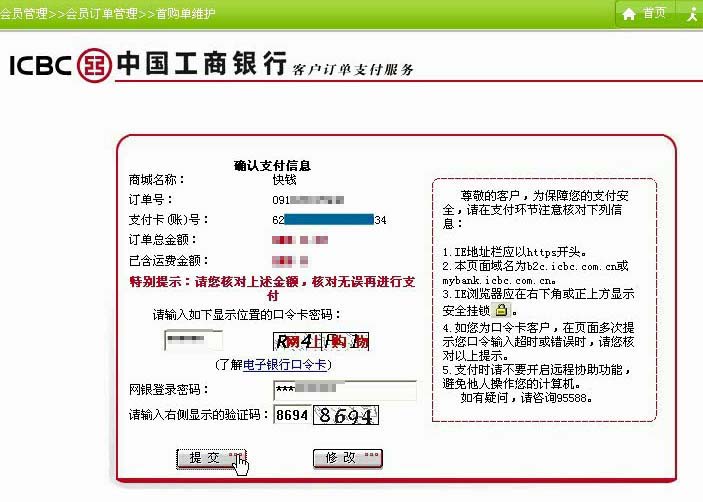 会员管理>>会员订单管理>>首购单维护
首页
ICBC 中国工商银行 客户订单支付服务
确认支付信息
商城名称： 快钱
订单号： 091
支付卡(账)号： 62 34
订单总金额：
已含运费金额：
特别提示：请您核对上述金额，核对无误再进行支
付
请输入如下显示位置的口令卡密码：
网上购物
(了解电子银行口令卡)
网银登录密码： ***
请输入右侧显示的验证码： 8694 8694
提 交
修 改
尊敬的客户，为保障您的支付安
全，请在支付环节注意核对下列信
息：
1.IE地址栏应以https开头。
2.本页面域名为b2c.icbc.com.cn或
mybank.icbc.com.cn。
3.IE浏览器应在右下角或正上方显示
安全挂锁。
4.如您为口令卡客户，在页面多次提
示您口令输入超时或错误时，请您核
对以上提示。
5.支付时请不要开启远程协助功能，
避免他人操作您的计算机。
如有疑问，请咨询95588。